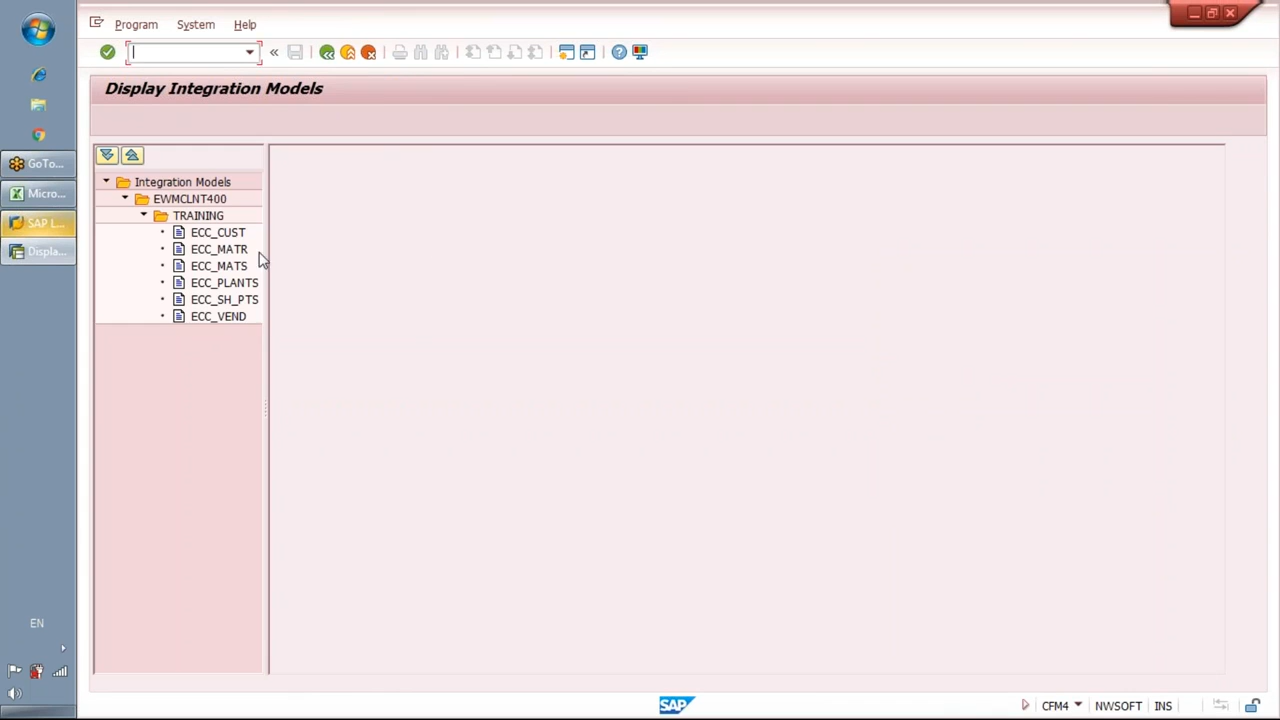 Program System Help
Display Integration Models
Integration Models
EWMCLNT400
TRAINING
ECC_CUST
ECC_MATR
ECC_MATS
ECC_PLANTS
ECC_SH_PTS
ECC_VEND
GoTo...
Micro...
SAP L...
Displa...
EN
SAP
CFM4
NWSOFT
INS